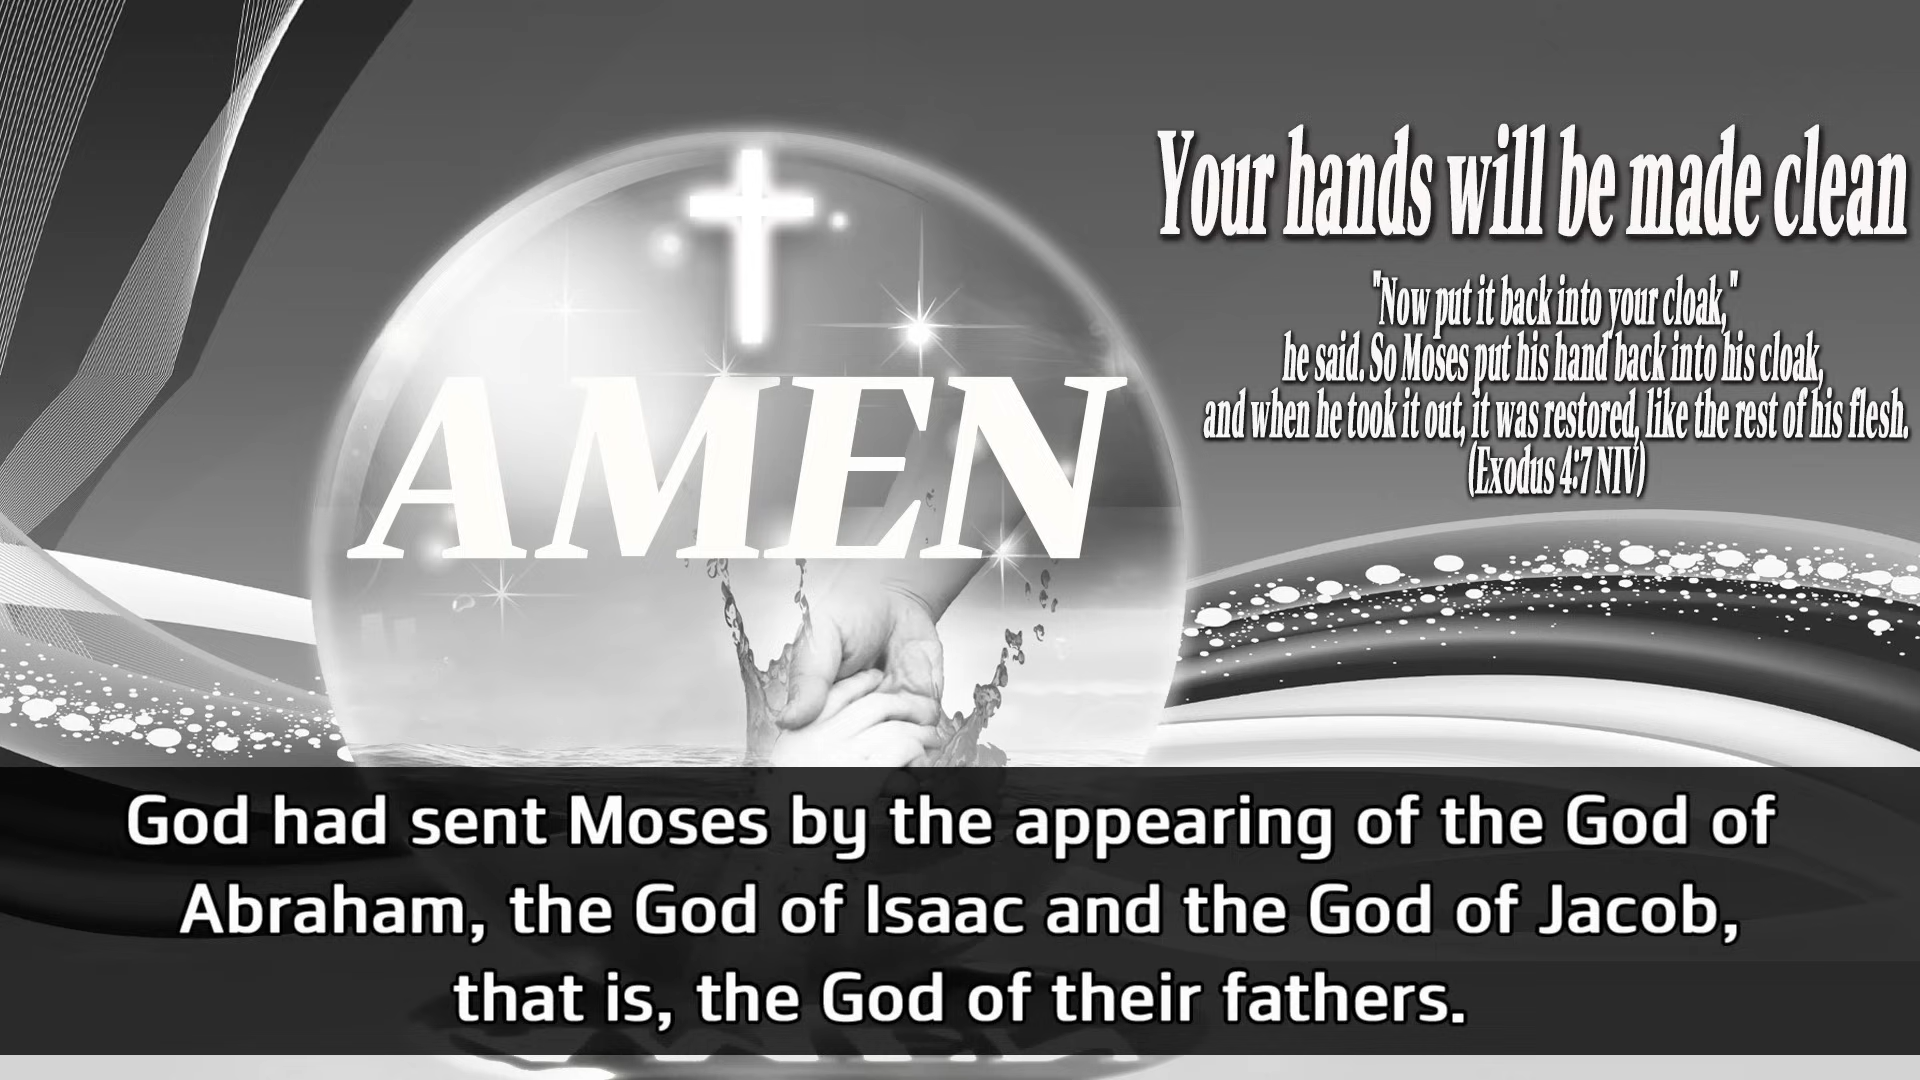 Your hands will be made clean
"Now put it back into your cloak,"
he said. So Moses put his hand back into his cloak,
and when he took it out, it was restored, like the rest of his flesh.
(Exodus 4:7 NIV)
AMEN
God had sent Moses by the appearing of the God of
Abraham, the God of Isaac and the God of Jacob,
that is, the God of their fathers.